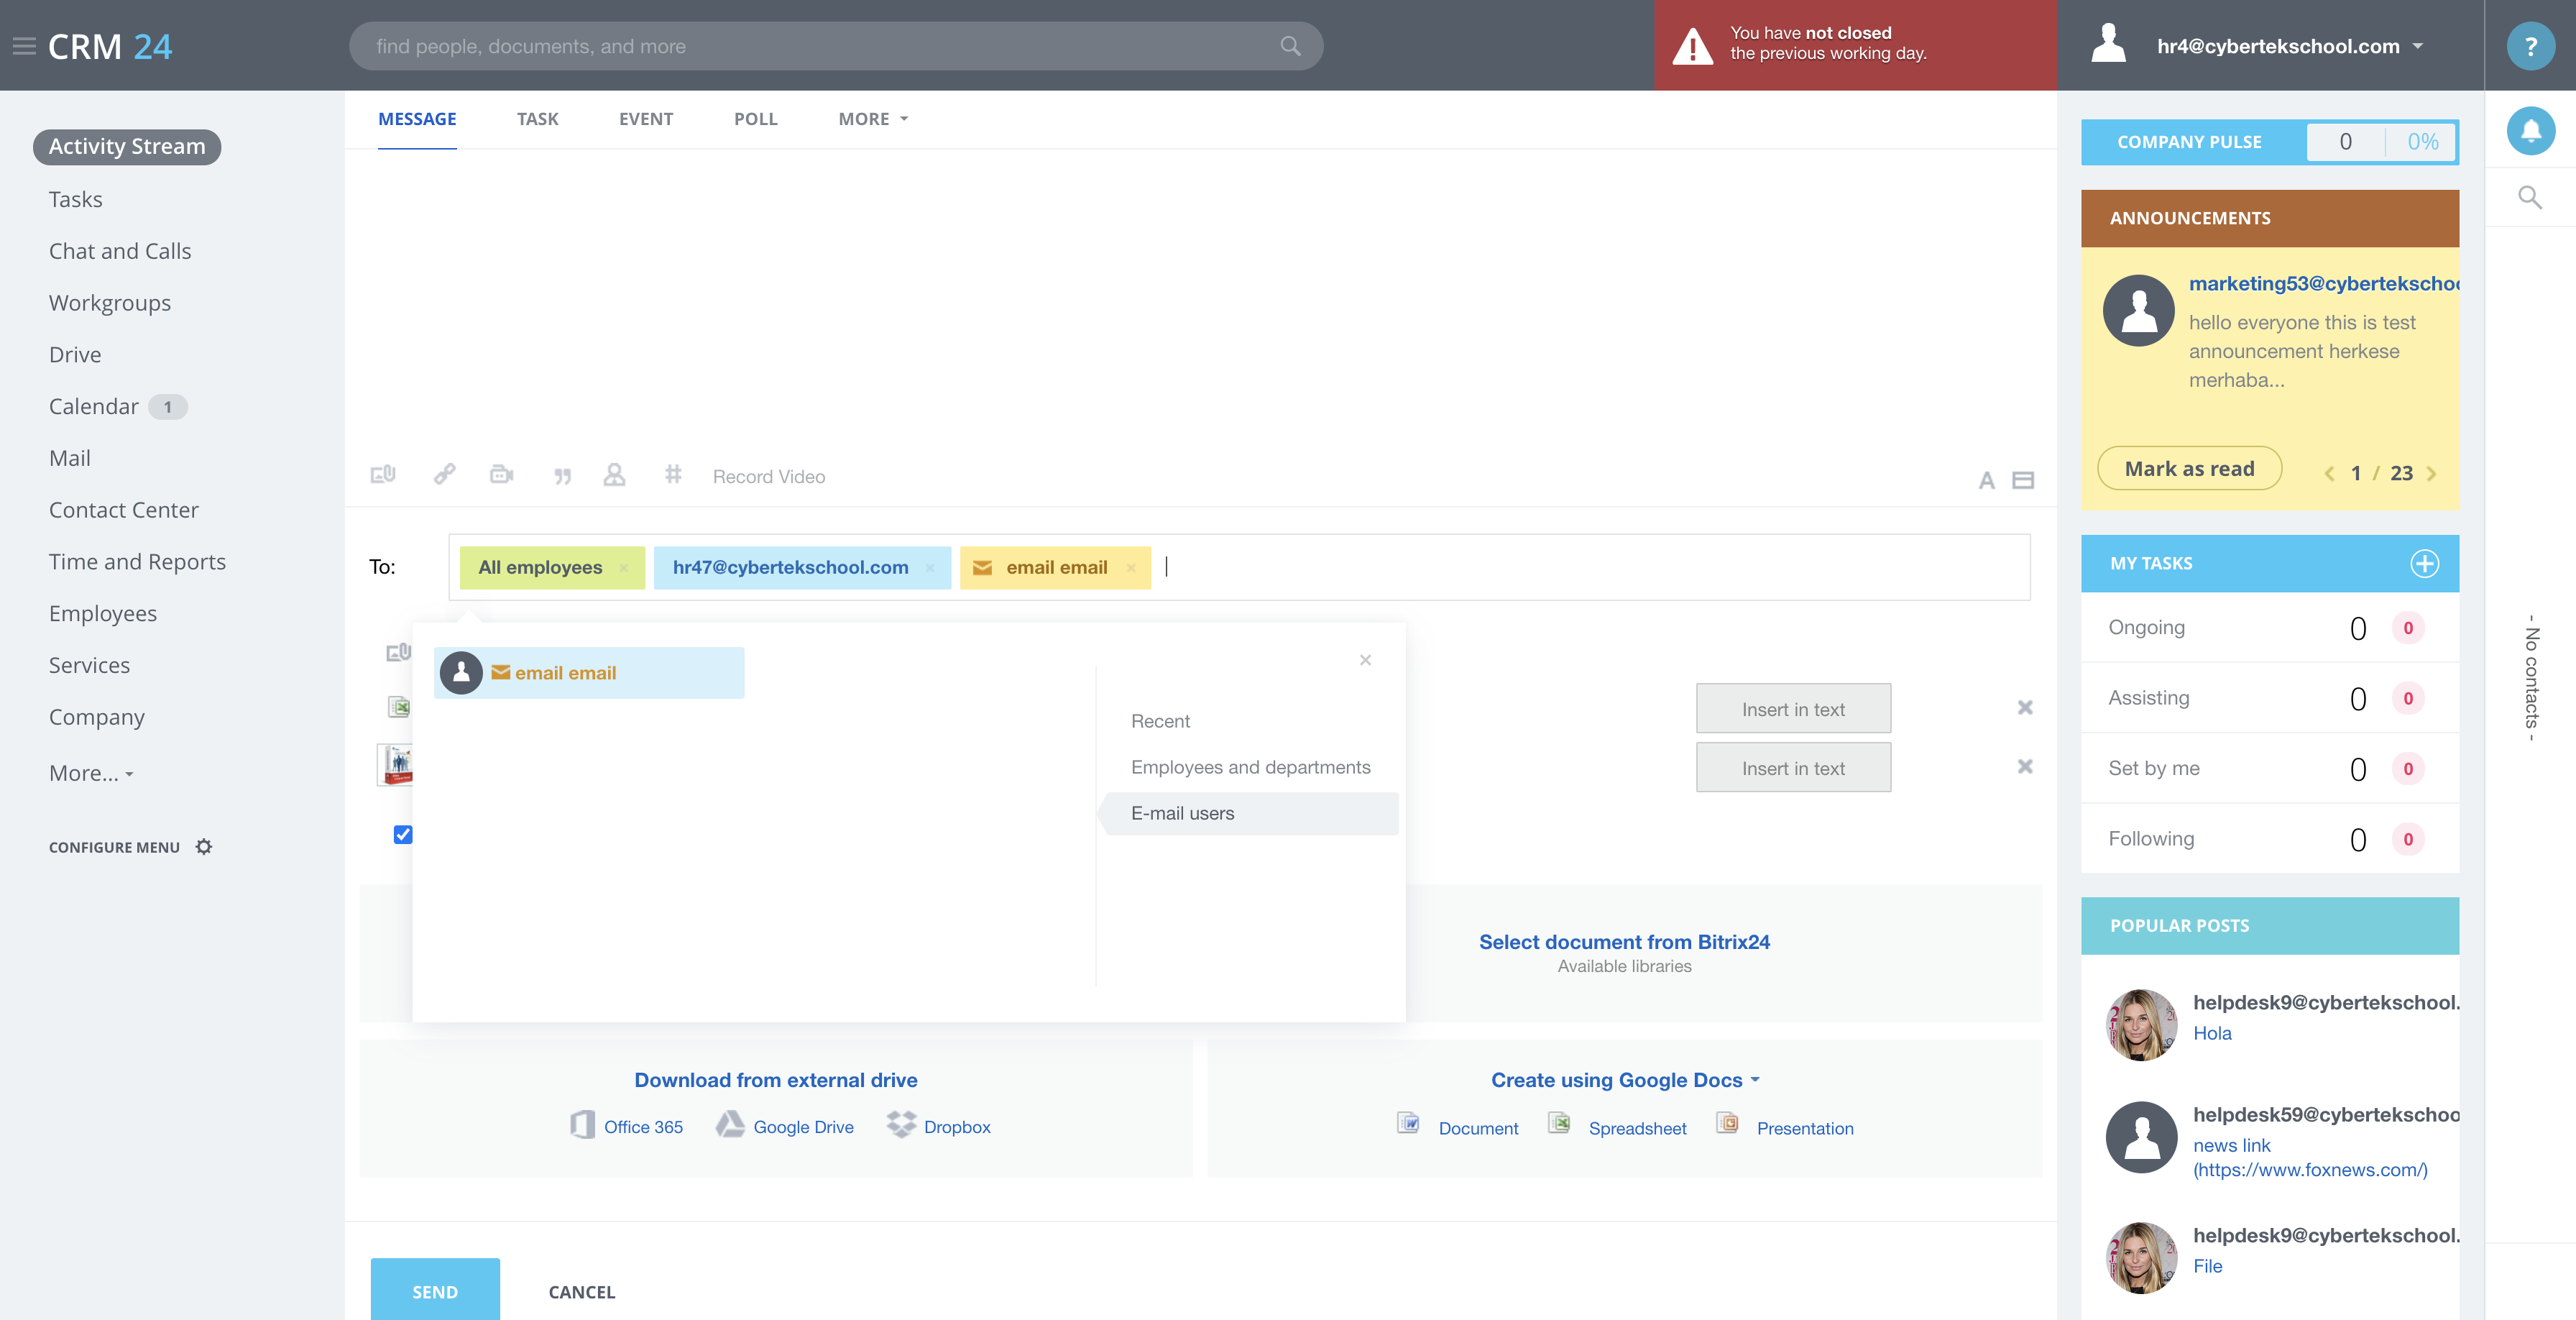 CRM 24
find people, documents, and more
You have not closed
the previous working day.
hr4@cybertekschool.com
?
Activity Stream
Tasks
Chat and Calls
Workgroups
Drive
Calendar 1
Mail
Contact Center
Time and Reports
Employees
Services
Company
More...
CONFIGURE MENU
MESSAGE TASK EVENT POLL MORE
Record Video
A
To: All employees × hr47@cybertekschool.com × email email ×
email email
Recent
Employees and departments
E-mail users
Insert in text
Insert in text
Select document from Bitrix24
Available libraries
Download from external drive
Office 365 Google Drive Dropbox
Create using Google Docs
Document Spreadsheet Presentation
SEND CANCEL
COMPANY PULSE 0 0%
ANNOUNCEMENTS
marketing53@cybertekschoo
hello everyone this is test
announcement herkese
merhaba...
Mark as read 1 / 23
MY TASKS
Ongoing 0 0
Assisting 0 0
Set by me 0 0
Following 0 0
POPULAR POSTS
helpdesk9@cybertekschool.
Hola
helpdesk59@cybertekschoo
news link
(https://www.foxnews.com/)
helpdesk9@cybertekschool.
File
- No contacts -